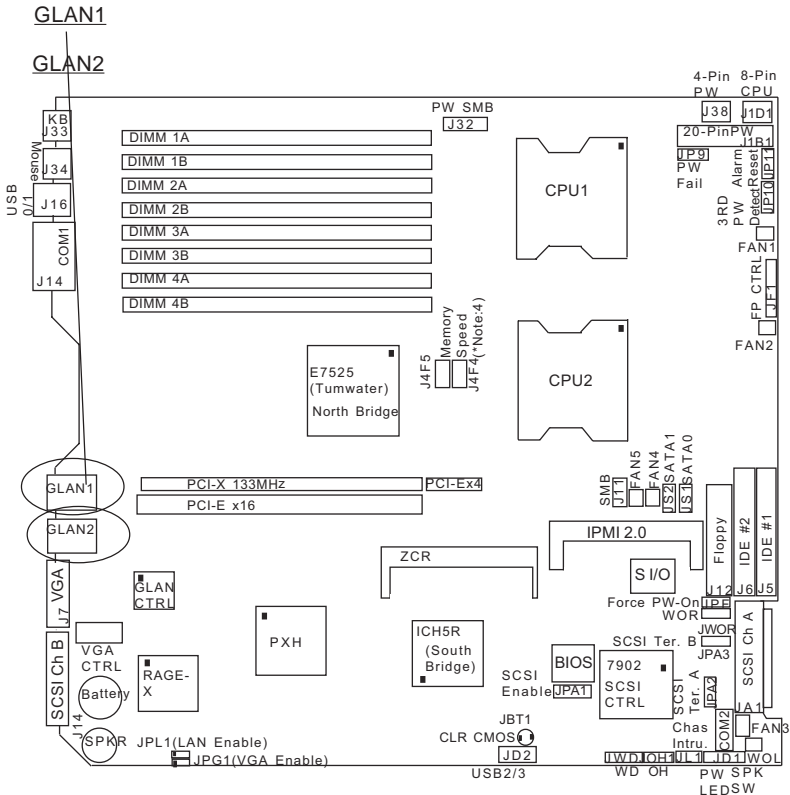 GLAN1
GLAN2
4-Pin PW
8-Pin CPU
PW SMB
J32
J38
J1D1
20-PinPW
J1B1
KB
J33
Mouse
J34
USB 0/1
J16
COM1
J14
DIMM 1A
DIMM 1B
DIMM 2A
DIMM 2B
DIMM 3A
DIMM 3B
DIMM 4A
DIMM 4B
CPU1
JP9
PW Fail
Alarm Reset
JP11
3RD PW Detect
JP10
FAN1
FP CTRL
JF1
FAN2
E7525
(Tumwater)
North Bridge
J4F5
Memory
Speed
J4F4
(*Note:4)
CPU2
GLAN1
GLAN2
PCI-X 133MHz
PCI-Ex4
PCI-E x16
SMB
J11
FAN5
FAN4
JS2
SATA1
JS1
SATA0
IPMI 2.0
ZCR
S I/O
Floppy
J12
IDE #2
J6
IDE #1
J5
J7
VGA
GLAN
CTRL
Force PW-On
JPF
WOR
JWOR
SCSI Ter. B
JPA3
SCSI Ch A
JA1
SCSI Ch B
J14
VGA
CTRL
Battery
RAGE-
X
PXH
ICH5R
(South
Bridge)
BIOS
SCSI
Enable
JPA1
7902
SCSI
CTRL
SCSI
Ter. A
JPA2
SPKR
JPL1(LAN Enable)
JPG1(VGA Enable)
JBT1
CLR CMOS
JD2
USB2/3
Chas
Intru.
COM2
FAN3
JWD
WD
JOH1
OH
JL1
JD1
WOL
PW
LED
SPK
SW